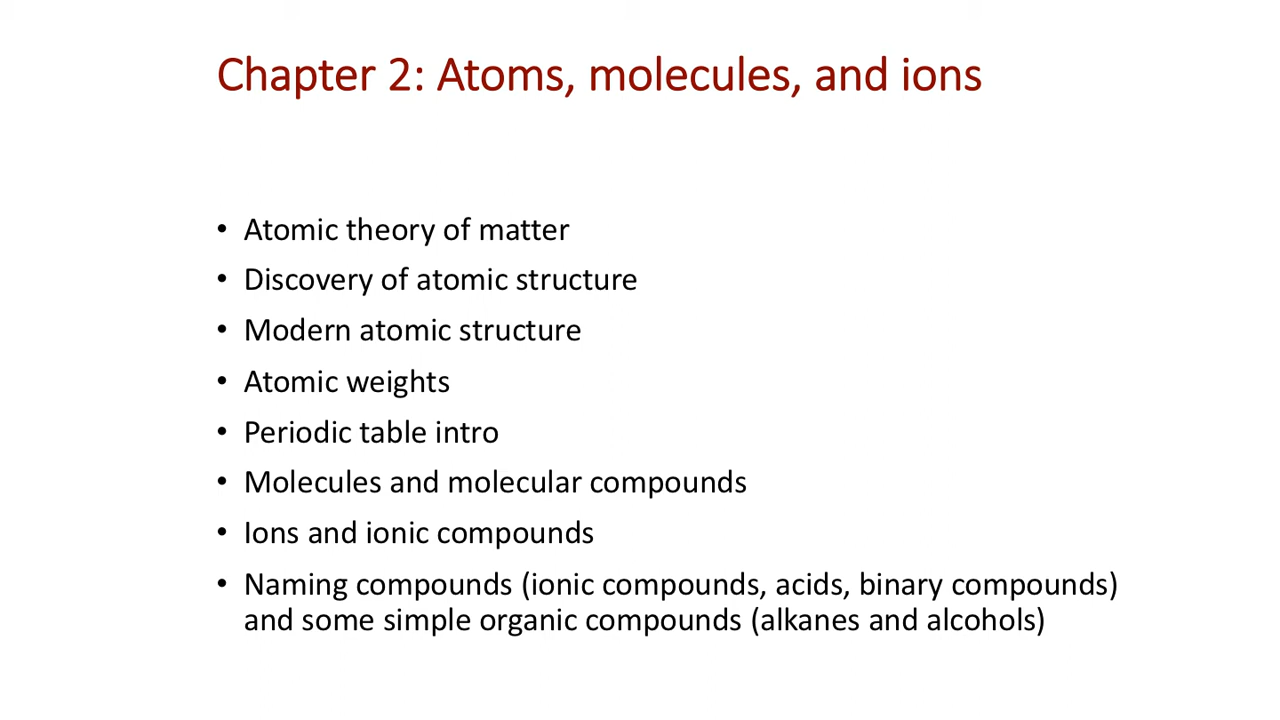 Chapter 2: Atoms, molecules, and ions
• Atomic theory of matter
• Discovery of atomic structure
• Modern atomic structure
• Atomic weights
• Periodic table intro
• Molecules and molecular compounds
• Ions and ionic compounds
• Naming compounds (ionic compounds, acids, binary compounds)
and some simple organic compounds (alkanes and alcohols)